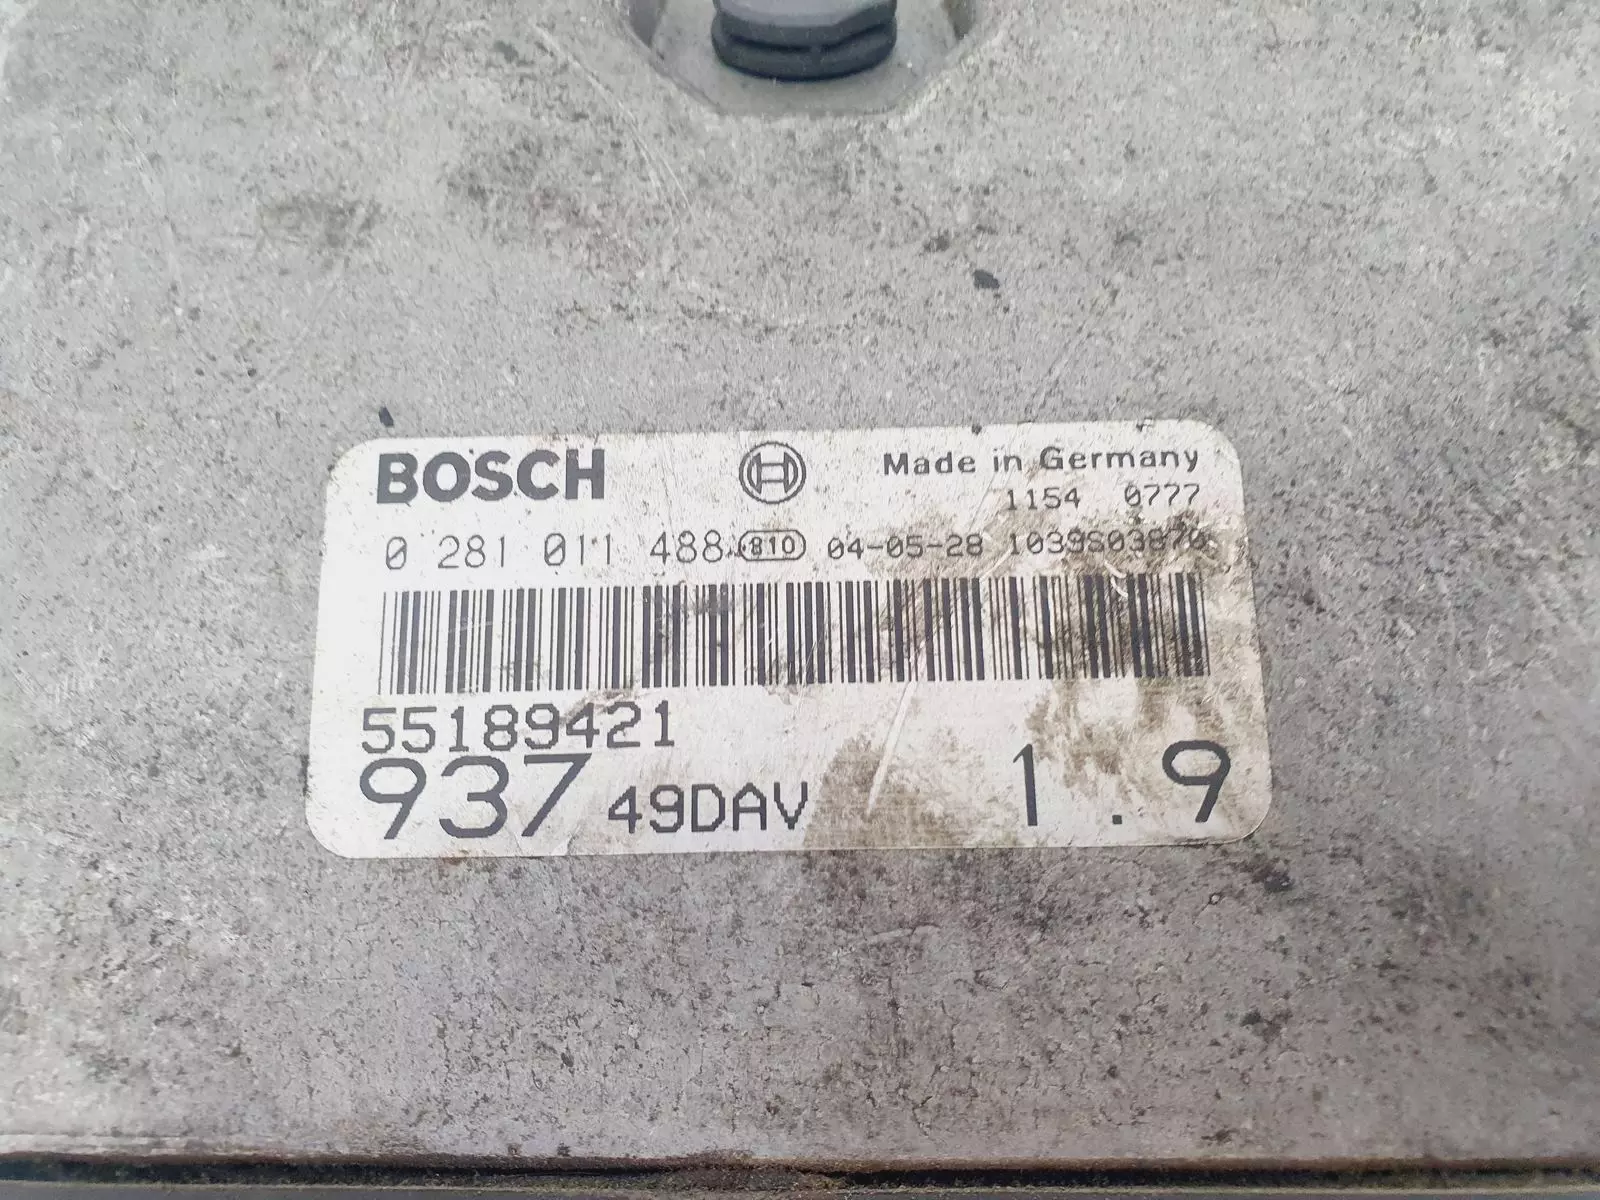 BOSCH Made in Germany
1154 0777
0 281 011 488 810 04-05-28 1039S03870
55189421
937 49DAV 1.9